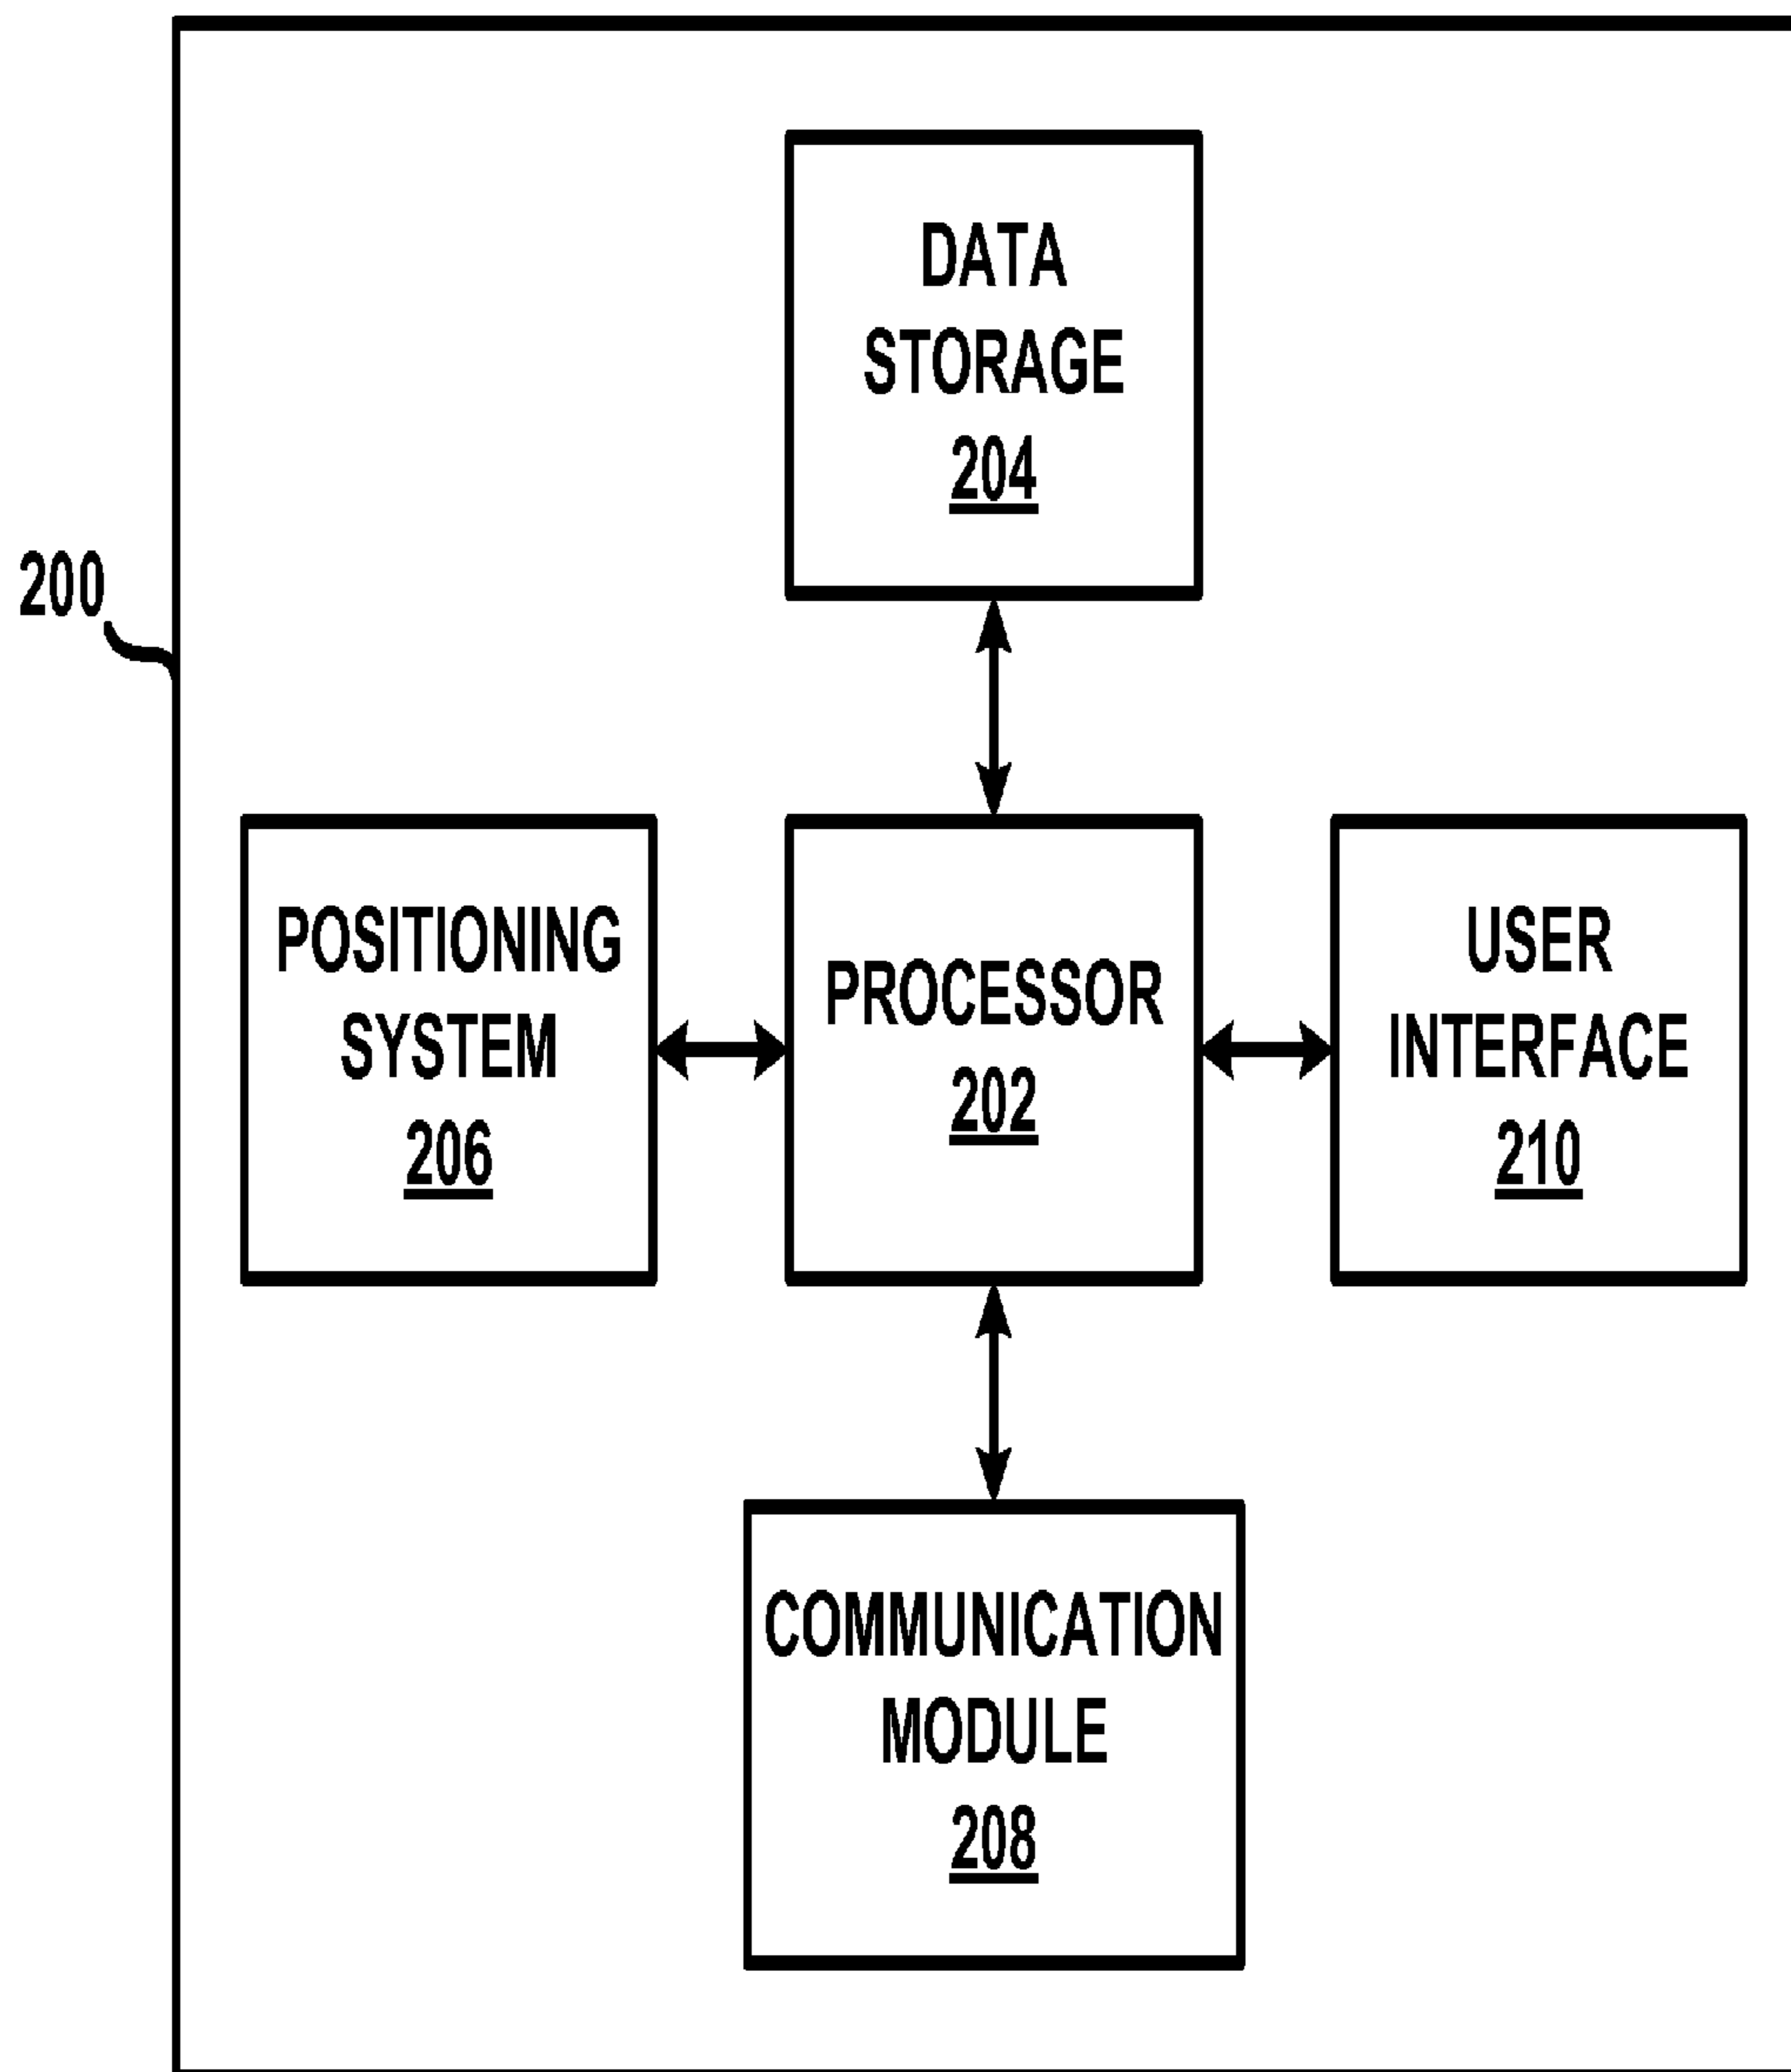 DATA
STORAGE
204
200
POSITIONING
SYSTEM
206
PROCESSOR
202
USER
INTERFACE
210
COMMUNICATION
MODULE
208